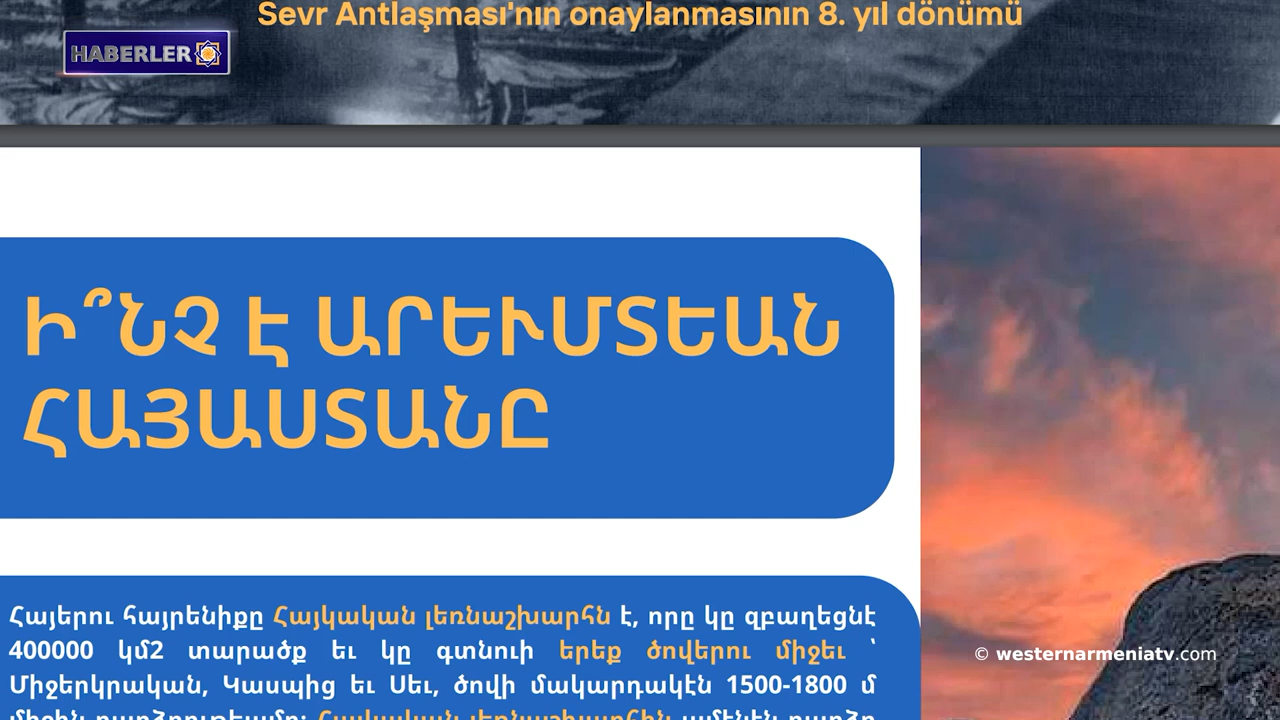 Sevr Antlaşması'nın onaylanmasının 8. yıl dönümü
HABERLER
Ի՞ՆՉ Է ԱՐԵՒՄՏԵԱՆ
ՀԱՅԱՍՏԱՆԸ
Հայերու հայրենիքը Հայկական լեռնաշխարհն է, որը կը զբաղեցնէ
400000 կմ2 տարածք եւ կը գտնուի երեք ծովերու միջեւ ՝
Միջերկրական, Կասպից եւ Սեւ, ծովի մակարդակէն 1500-1800 մ
© westernarmeniatv.com